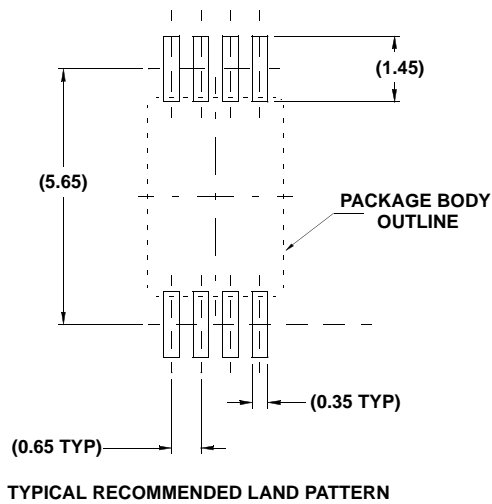 (1.45)
(5.65)
PACKAGE BODY
OUTLINE
(0.35 TYP)
(0.65 TYP)
TYPICAL RECOMMENDED LAND PATTERN